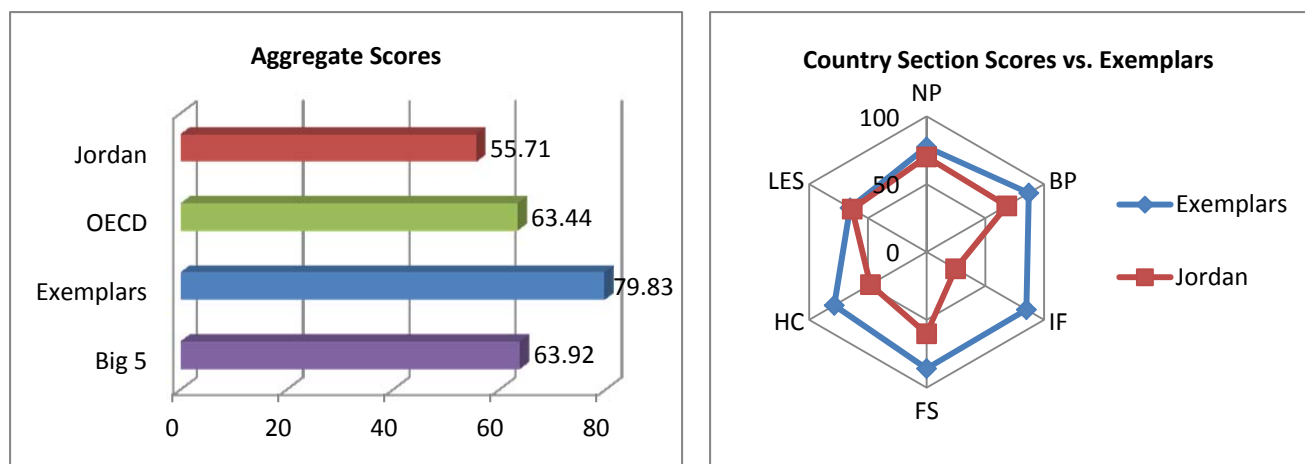 Aggregate Scores
Jordan
55.71
OECD
63.44
Exemplars
79.83
Big 5
63.92
0 20 40 60 80
Country Section Scores vs. Exemplars
NP
100
LES
50
BP
Exemplars
0
Jordan
HC
IF
FS